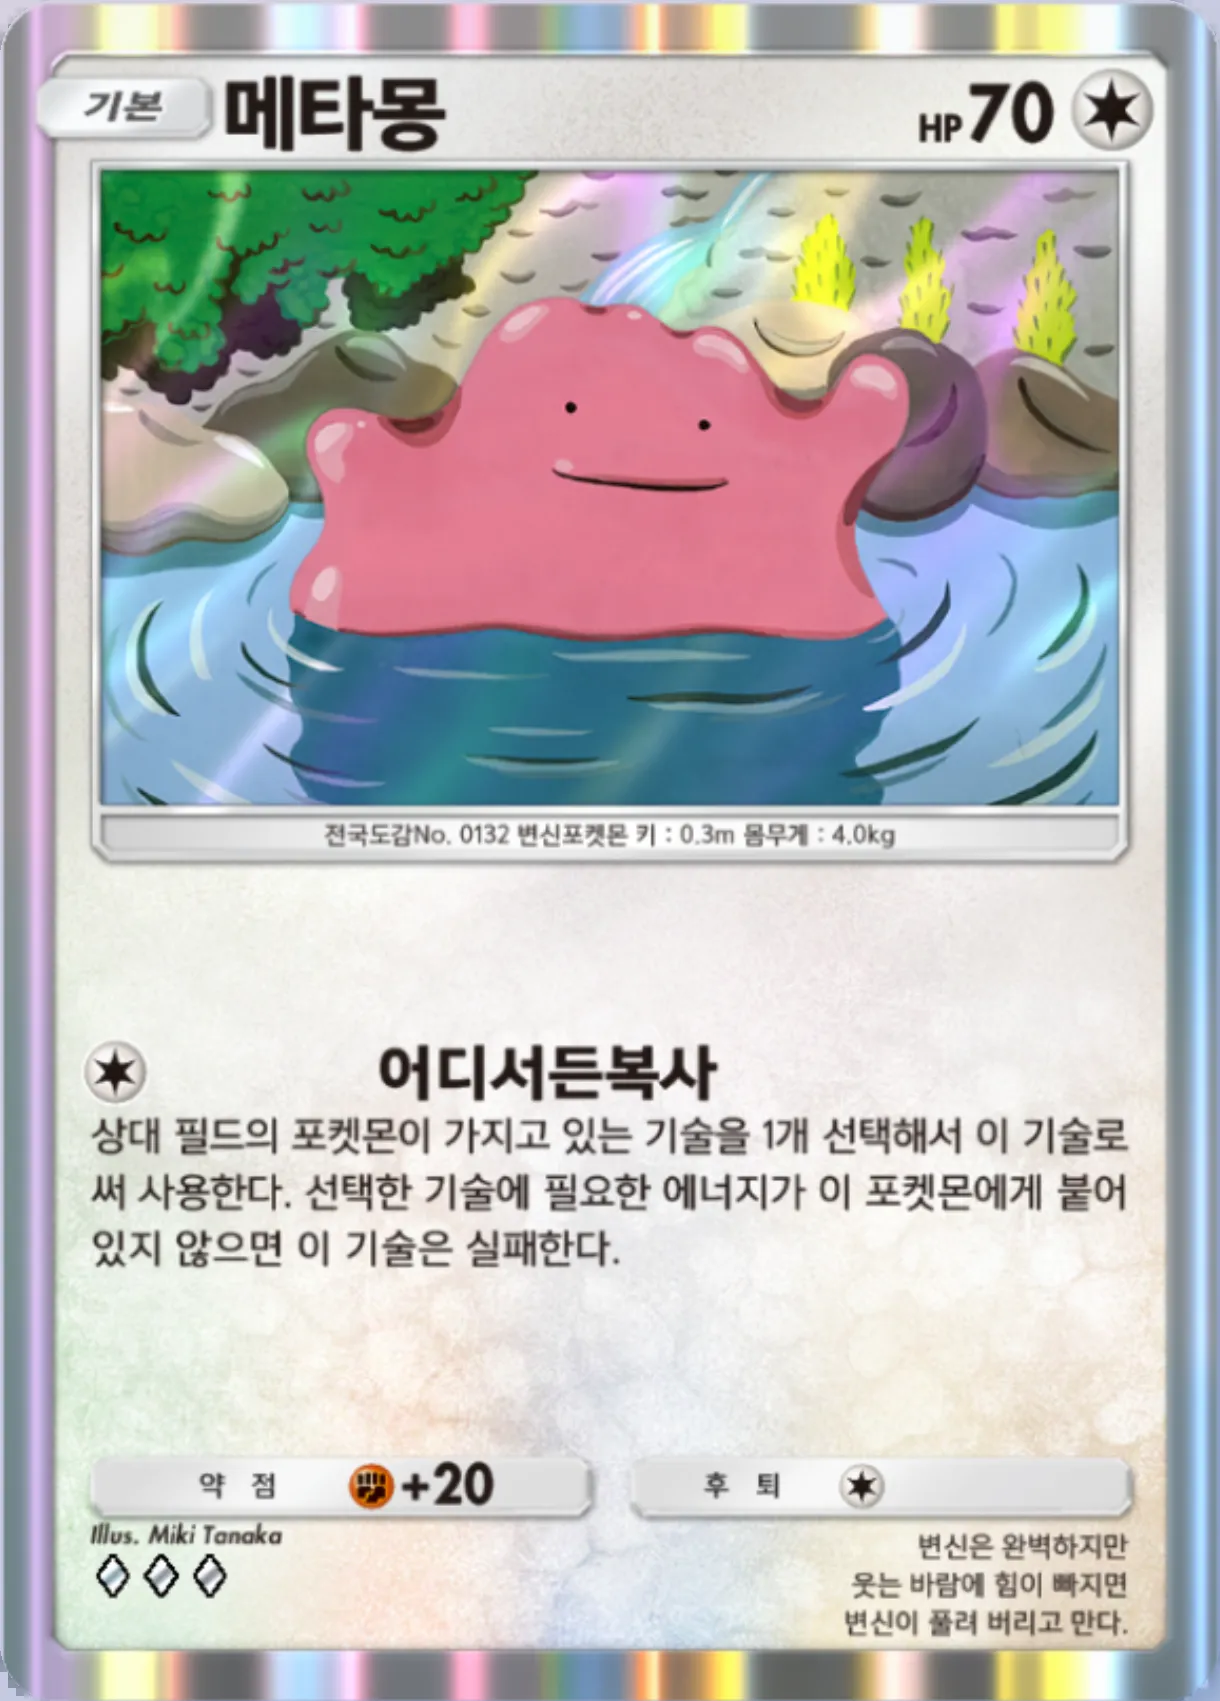 기본 메타몽 HP 70
전국도감No. 0132 변신포켓몬 키 : 0.3m 몸무게 : 4.0kg
어디서든복사
상대 필드의 포켓몬이 가지고 있는 기술을 1개 선택해서 이 기술로
써 사용한다. 선택한 기술에 필요한 에너지가 이 포켓몬에게 붙어
있지 않으면 이 기술은 실패한다.
약 점 +20 후 퇴
Illus. Miki Tanaka
변신은 완벽하지만
웃는 바람에 힘이 빠지면
변신이 풀려 버리고 만다.